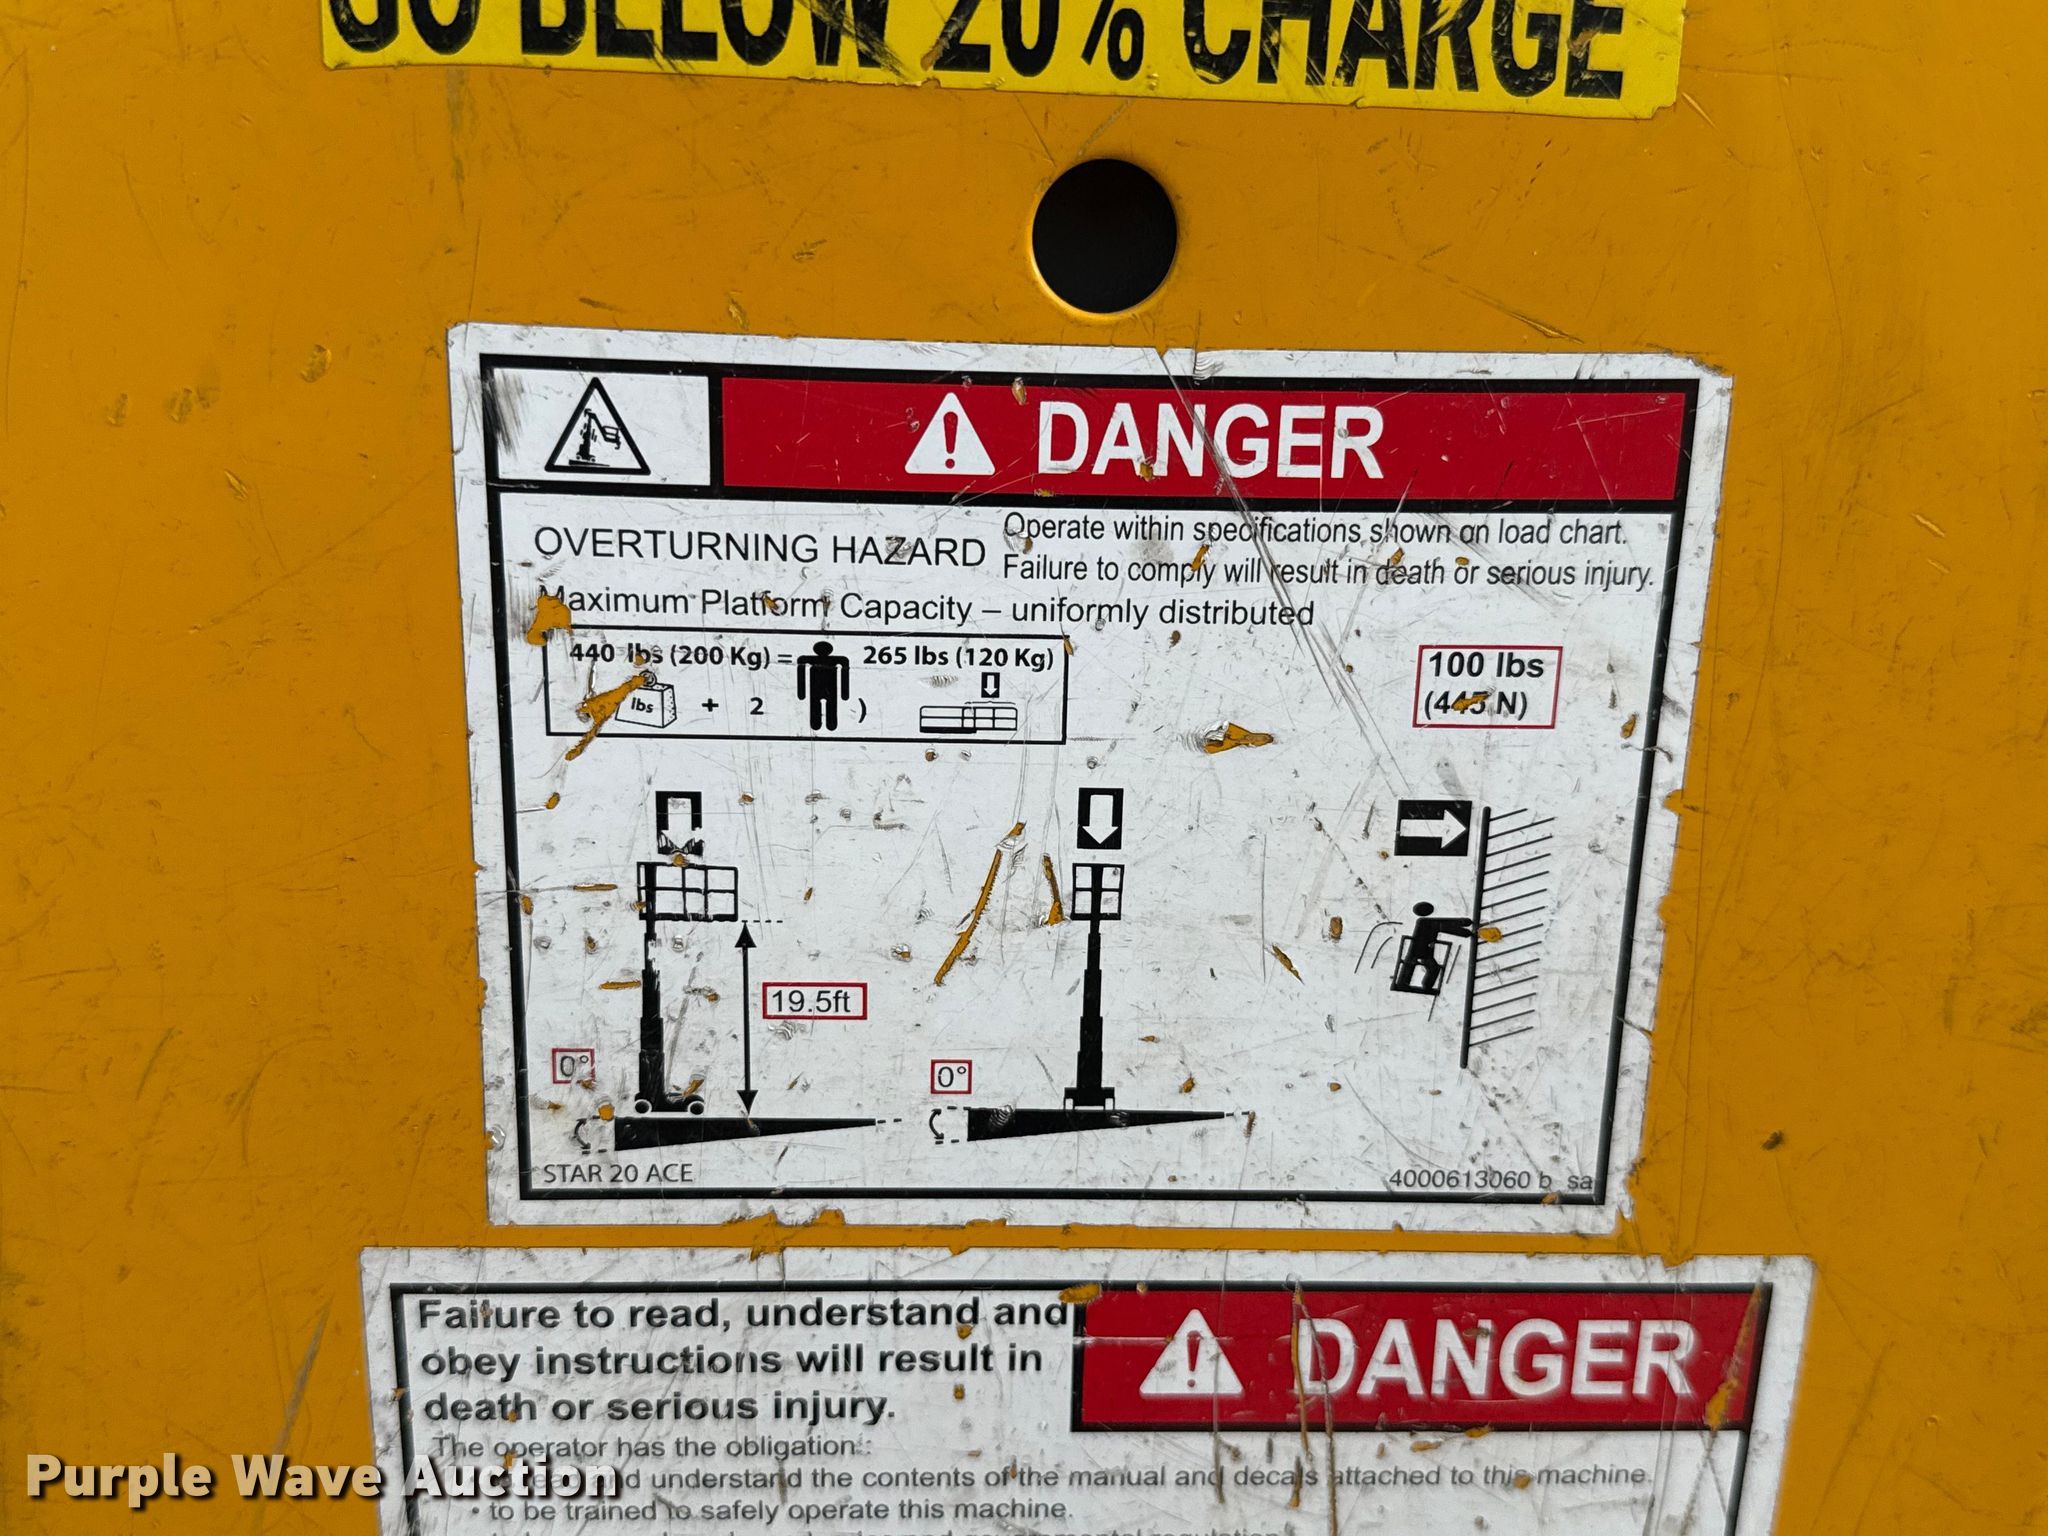 GO BELOW 20% CHARGE
DANGER
OVERTURNING HAZARD
Operate within specifications shown on load chart.
Failure to comply will result in death or serious injury.
Maximum Platform Capacity – uniformly distributed
440 lbs (200 Kg) =
265 lbs (120 Kg)
lbs + 2 )
100 lbs
(445 N)
19.5ft
0°
0°
STAR 20 ACE
4000613060 b sa
Failure to read, understand and
obey instructions will result in
death or serious injury.
DANGER
The operator has the obligation:
understand the contents of the manual and decals attached to this machine.
• to be trained to safely operate this machine.
Purple Wave Auction